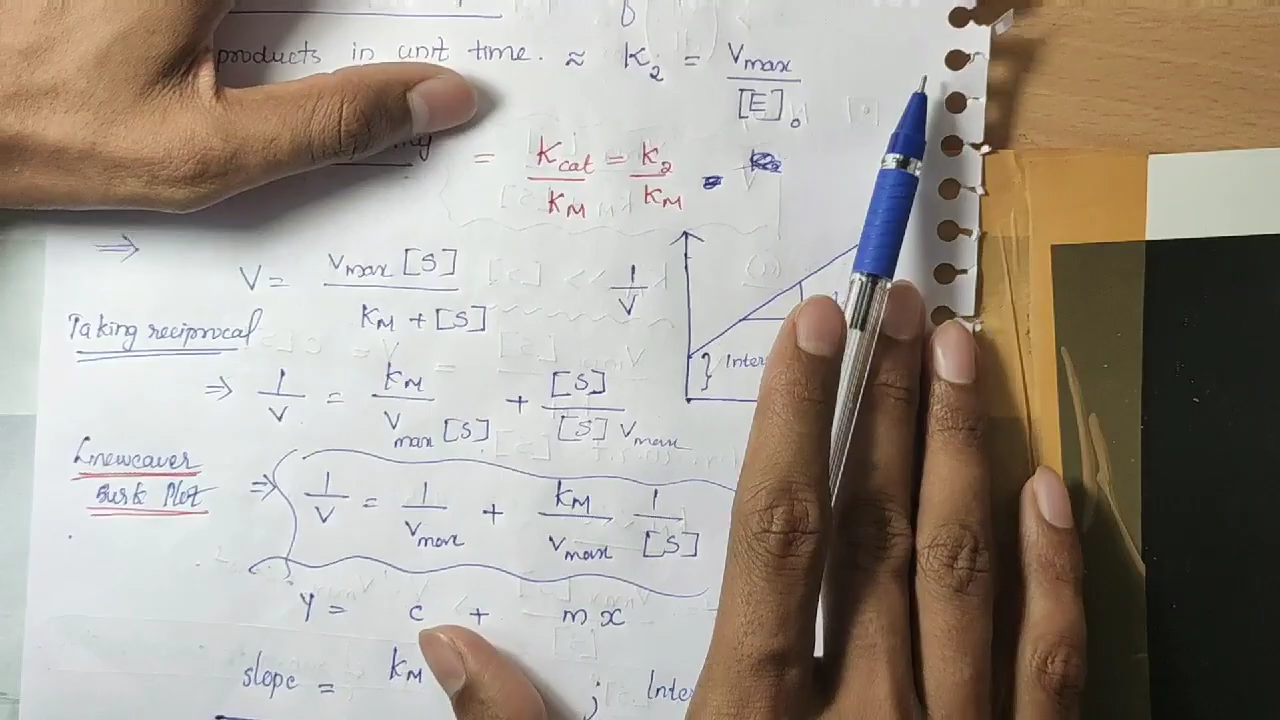 products in unit time. ≈ K₂ = Vmax / [E]₀
= Kcat / KM = K₂ / KM =
⇒ V = Vmax [S] / KM + [S]
1/V
Taking reciprocal
} Inter
⇒ 1/V = KM / Vmax [S] + [S] / [S] Vmax
Lineweaver
Burk Plot ⇒ 1/V = 1/Vmax + KM/Vmax 1/[S]
Y = c + mx
slope = KM ; Inter